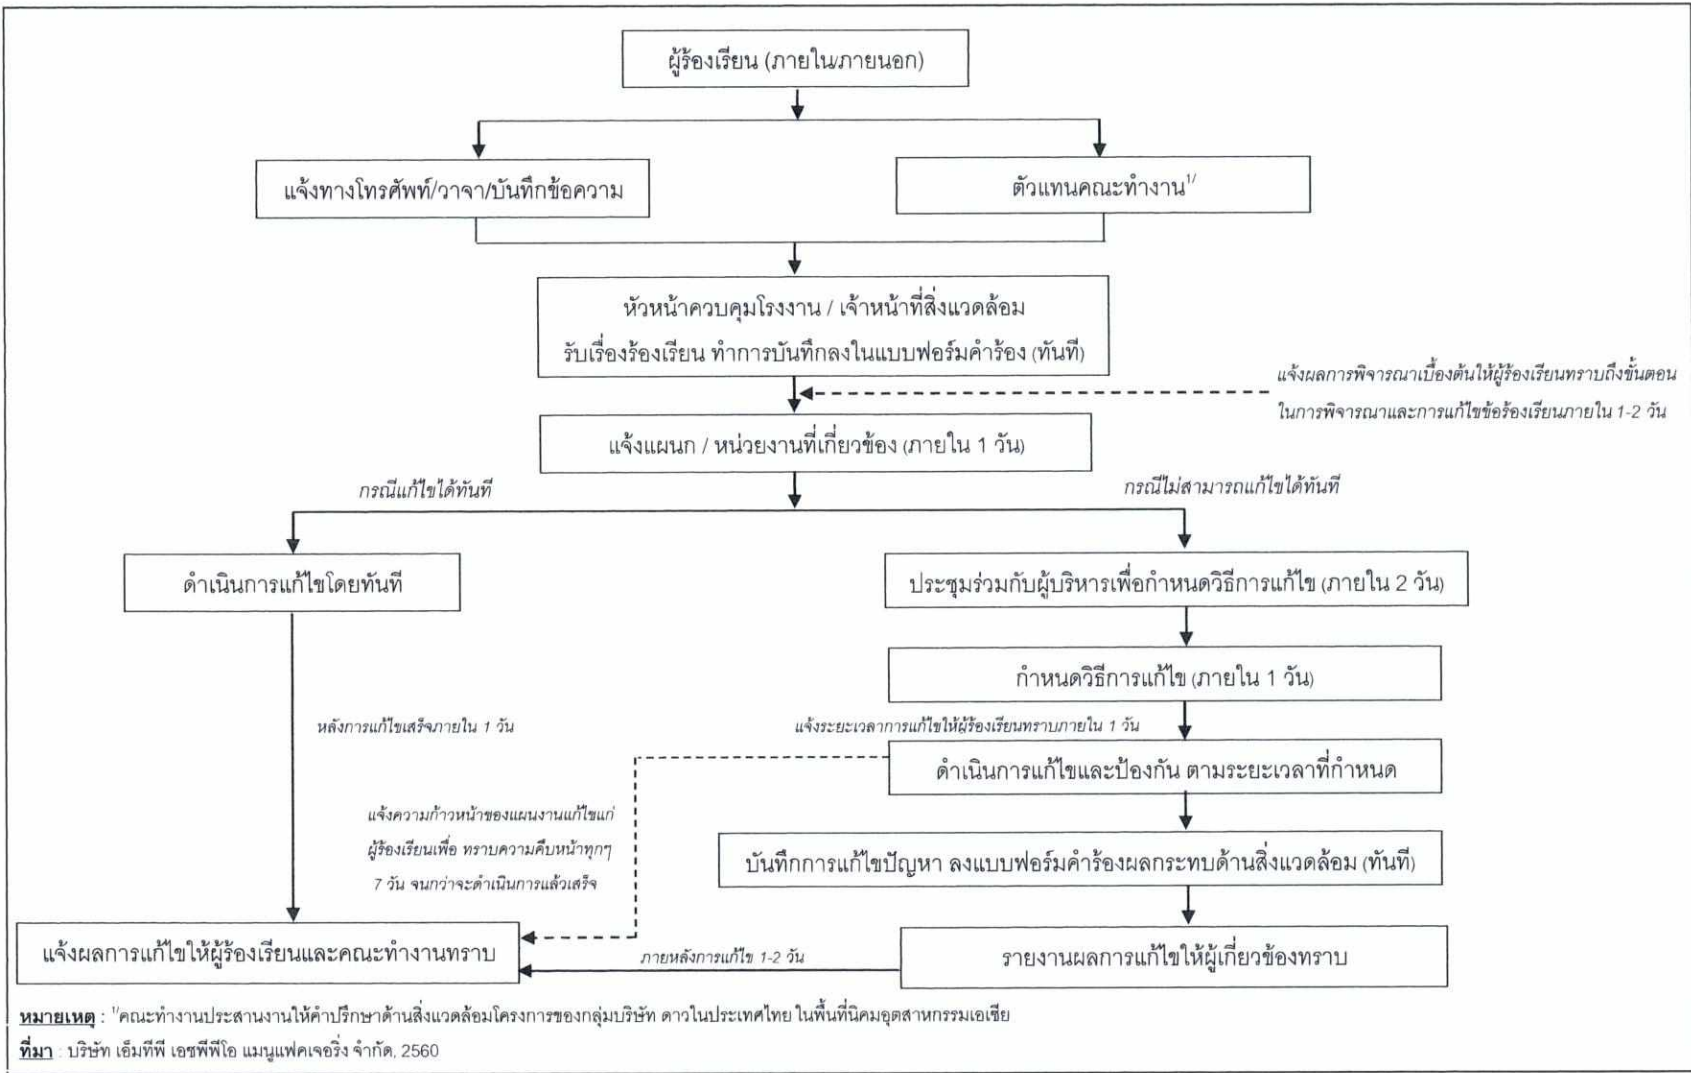 ผู้ร้องเรียน (ภายใน/ภายนอก)
แจ้งทางโทรศัพท์/วาจา/บันทึกข้อความ
ตัวแทนคณะทำงาน1/
หัวหน้าควบคุมโรงงาน / เจ้าหน้าที่สิ่งแวดล้อม
รับเรื่องร้องเรียน ทำการบันทึกลงในแบบฟอร์มคำร้อง (ทันที)
แจ้งผลการพิจารณาเบื้องต้นให้ผู้ร้องเรียนทราบถึงขั้นตอน
ในการพิจารณาและการแก้ไขข้อร้องเรียนภายใน 1-2 วัน
แจ้งแผนก / หน่วยงานที่เกี่ยวข้อง (ภายใน 1 วัน)
กรณีแก้ไขได้ทันที
กรณีไม่สามารถแก้ไขได้ทันที
ดำเนินการแก้ไขโดยทันที
ประชุมร่วมกับผู้บริหารเพื่อกำหนดวิธีการแก้ไข (ภายใน 2 วัน)
กำหนดวิธีการแก้ไข (ภายใน 1 วัน)
หลังการแก้ไขเสร็จภายใน 1 วัน
แจ้งระยะเวลาการแก้ไขให้ผู้ร้องเรียนทราบภายใน 1 วัน
ดำเนินการแก้ไขและป้องกัน ตามระยะเวลาที่กำหนด
แจ้งความก้าวหน้าของแผนงานแก้ไขแก่
ผู้ร้องเรียนเพื่อ ทราบความคืบหน้าทุกๆ
7 วัน จนกว่าจะดำเนินการแล้วเสร็จ
บันทึกการแก้ไขปัญหา ลงแบบฟอร์มคำร้องผลกระทบด้านสิ่งแวดล้อม (ทันที)
แจ้งผลการแก้ไขให้ผู้ร้องเรียนและคณะทำงานทราบ
ภายหลังการแก้ไข 1-2 วัน
รายงานผลการแก้ไขให้ผู้เกี่ยวข้องทราบ
หมายเหตุ : 1/คณะทำงานประสานงานให้คำปรึกษาด้านสิ่งแวดล้อมโครงการของกลุ่มบริษัท ดาวในประเทศไทย ในพื้นที่นิคมอุตสาหกรรมเอเชีย
ที่มา : บริษัท เอ็มทีพี เอชพีพีโอ แมนูแฟคเจอริ่ง จำกัด, 2560